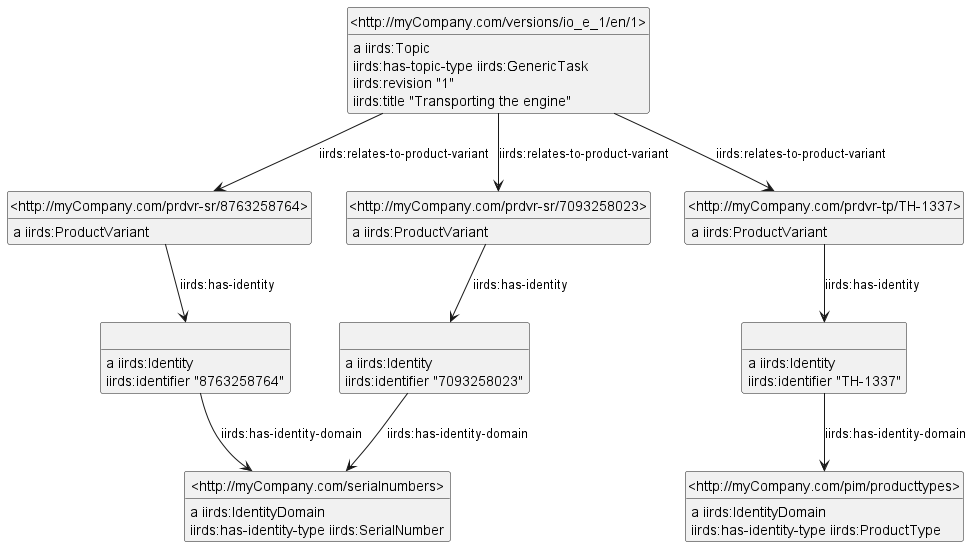 <http://myCompany.com/versions/io_e_1/en/1>
a iirds:Topic
iirds:has-topic-type iirds:GenericTask
iirds:revision "1"
iirds:title "Transporting the engine"
iirds:relates-to-product-variant
iirds:relates-to-product-variant
iirds:relates-to-product-variant
<http://myCompany.com/prdvr-sr/8763258764>
a iirds:ProductVariant
<http://myCompany.com/prdvr-sr/7093258023>
a iirds:ProductVariant
<http://myCompany.com/prdvr-tp/TH-1337>
a iirds:ProductVariant
iirds:has-identity
iirds:has-identity
iirds:has-identity
a iirds:Identity
iirds:identifier "8763258764"
a iirds:Identity
iirds:identifier "7093258023"
a iirds:Identity
iirds:identifier "TH-1337"
iirds:has-identity-domain
iirds:has-identity-domain
iirds:has-identity-domain
<http://myCompany.com/serialnumbers>
a iirds:IdentityDomain
iirds:has-identity-type iirds:SerialNumber
<http://myCompany.com/pim/producttypes>
a iirds:IdentityDomain
iirds:has-identity-type iirds:ProductType